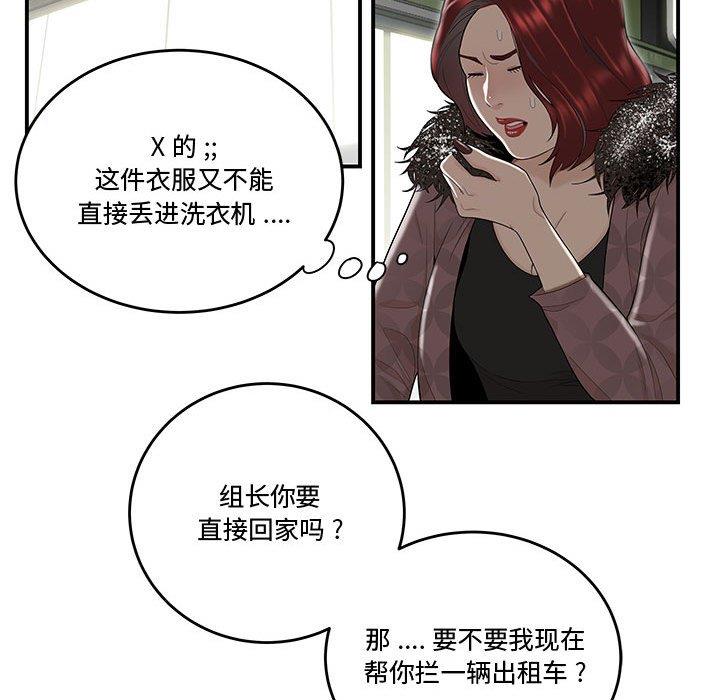 X 的 ;;
这件衣服又不能
直接丢进洗衣机 ....
组长你要
直接回家吗？
那 .... 要不要我现在
帮你拦一辆出租车？